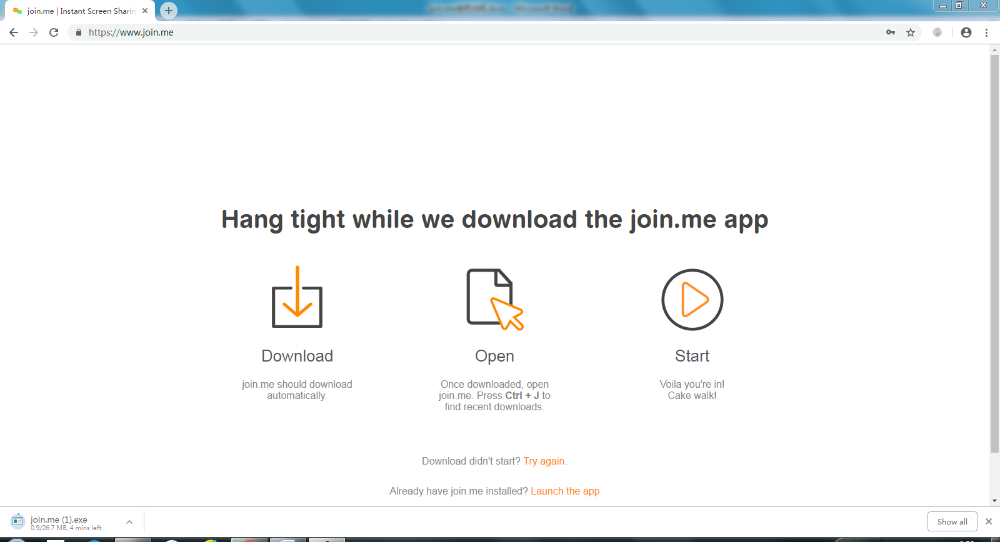 join.me | Instant Screen Sharin
https://www.join.me
Hang tight while we download the join.me app
Download
join.me should download
automatically.
Open
Once downloaded, open
join.me. Press Ctrl + J to
find recent downloads.
Start
Voila you're in!
Cake walk!
Download didn't start? Try again.
Already have join.me installed? Launch the app
join.me (1).exe
0.9/26.7 MB, 4 mins left
Show all